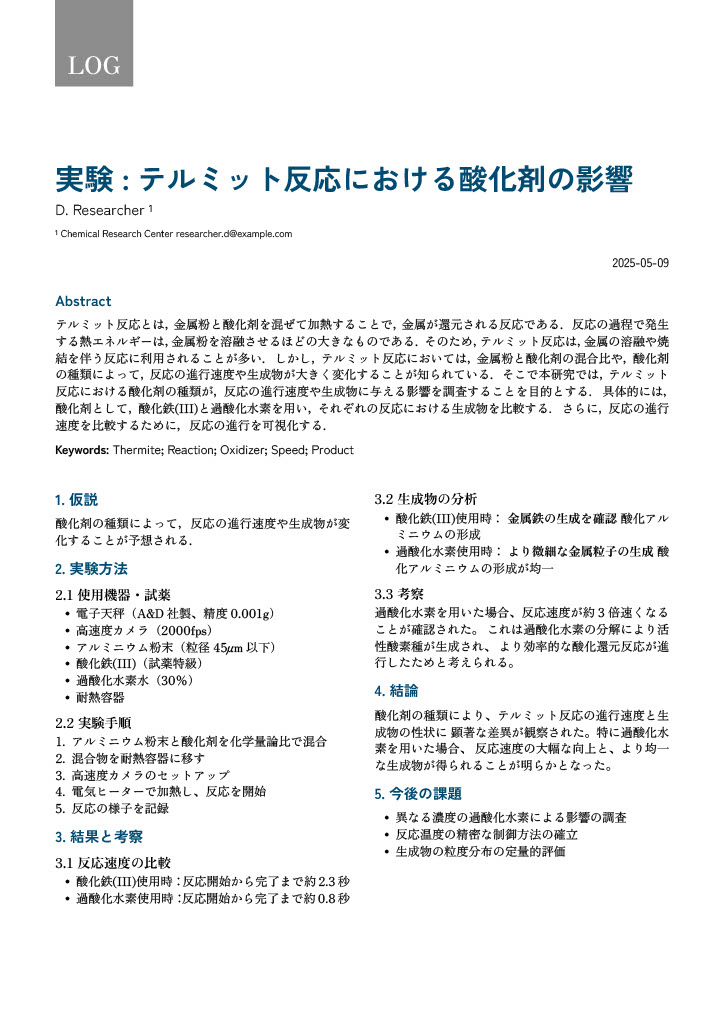 LOG
実験 : テルミット反応における酸化剤の影響
D. Researcher ¹
¹ Chemical Research Center researcher.d@example.com
2025-05-09
Abstract
テルミット反応とは, 金属粉と酸化剤を混ぜて加熱することで, 金属が還元される反応である. 反応の過程で発生
する熱エネルギーは, 金属粉を溶融させるほどの大きなものである. そのため, テルミット反応は, 金属の溶融や焼
結を伴う反応に利用されることが多い. しかし, テルミット反応においては, 金属粉と酸化剤の混合比や, 酸化剤
の種類によって, 反応の進行速度や生成物が大きく変化することが知られている. そこで本研究では, テルミット
反応における酸化剤の種類が, 反応の進行速度や生成物に与える影響を調査することを目的とする. 具体的には,
酸化剤として, 酸化鉄(III)と過酸化水素を用い, それぞれの反応における生成物を比較する. さらに, 反応の進行
速度を比較するために, 反応の進行を可視化する.
Keywords: Thermite; Reaction; Oxidizer; Speed; Product
1. 仮説
酸化剤の種類によって, 反応の進行速度や生成物が変
化することが予想される.
2. 実験方法
2.1 使用機器・試薬
• 電子天秤（A&D 社製、精度 0.001g）
• 高速度カメラ（2000fps）
• アルミニウム粉末（粒径 45μm 以下）
• 酸化鉄(III)（試薬特級）
• 過酸化水素水（30%）
• 耐熱容器
2.2 実験手順
1. アルミニウム粉末と酸化剤を化学量論比で混合
2. 混合物を耐熱容器に移す
3. 高速度カメラのセットアップ
4. 電気ヒーターで加熱し、反応を開始
5. 反応の様子を記録
3. 結果と考察
3.1 反応速度の比較
• 酸化鉄(III)使用時：反応開始から完了まで約 2.3 秒
• 過酸化水素使用時：反応開始から完了まで約 0.8 秒
3.2 生成物の分析
• 酸化鉄(III)使用時： 金属鉄の生成を確認 酸化アル
ミニウムの形成
• 過酸化水素使用時： より微細な金属粒子の生成 酸
化アルミニウムの形成が均一
3.3 考察
過酸化水素を用いた場合、反応速度が約 3 倍速くなる
ことが確認された。 これは過酸化水素の分解により活
性酸素種が生成され、 より効率的な酸化還元反応が進
行したためと考えられる。
4. 結論
酸化剤の種類により、テルミット反応の進行速度と生
成物の性状に 顕著な差異が観察された。特に過酸化水
素を用いた場合、 反応速度の大幅な向上と、より均一
な生成物が得られることが明らかとなった。
5. 今後の課題
• 異なる濃度の過酸化水素による影響の調査
• 反応温度の精密な制御方法の確立
• 生成物の粒度分布の定量的評価